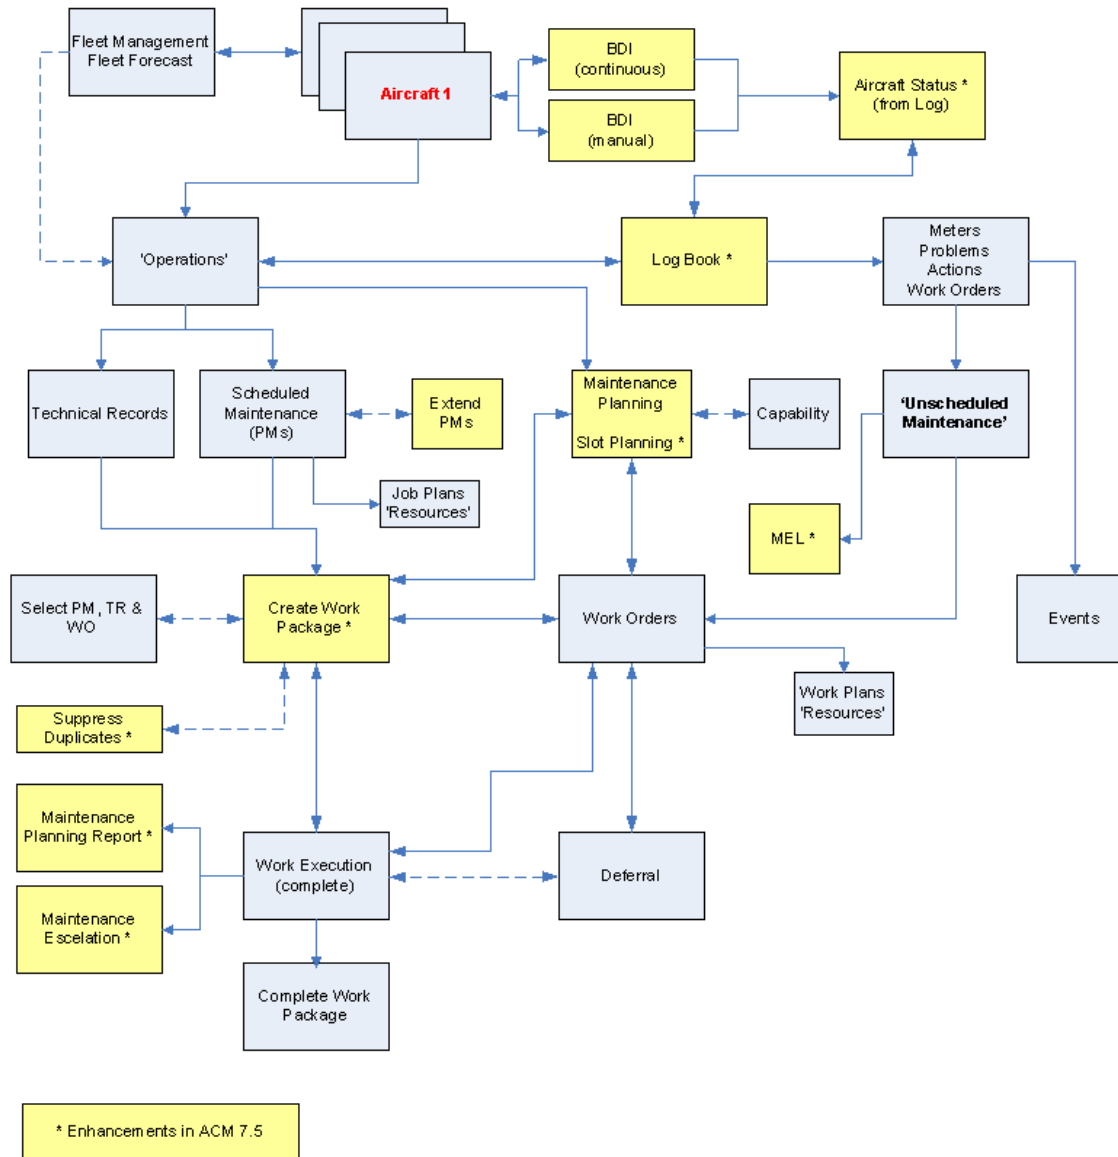 Fleet Management
Fleet Forecast
Aircraft 1
BDI
(continuous)
BDI
(manual)
Aircraft Status *
(from Log)
'Operations'
Log Book *
Meters
Problems
Actions
Work Orders
Technical Records
Scheduled
Maintenance
(PMs)
Extend
PMs
Maintenance
Planning
Slot Planning *
Capability
'Unscheduled
Maintenance'
Job Plans
'Resources'
MEL *
Select PM, TR &
WO
Create Work
Package *
Work Orders
Events
Work Plans
'Resources'
Suppress
Duplicates *
Maintenance
Planning Report *
Work Execution
(complete)
Deferral
Maintenance
Escelation *
Complete Work
Package
* Enhancements in ACM 7.5